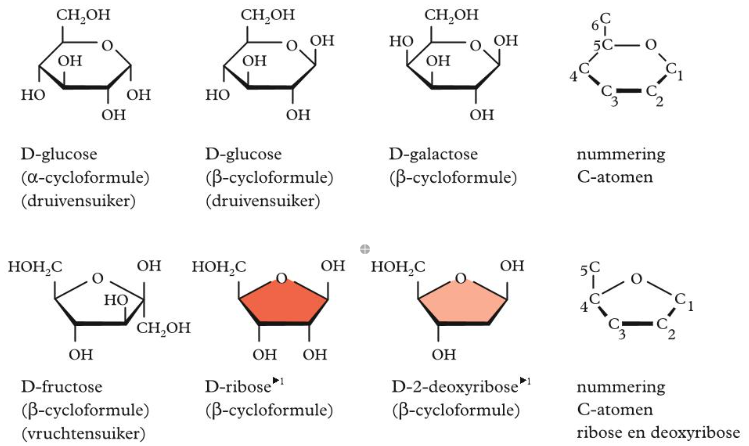 CH₂OH CH₂OH CH₂OH 6C
O O OH HO O OH 5C O
OH OH OH 4C C1
HO OH HO C3 C2
OH OH OH
D-glucose D-glucose D-galactose nummering
(α-cycloformule) (β-cycloformule) (β-cycloformule) C-atomen
(druivensuiker) (druivensuiker)
HOH₂C OH HOH₂C OH HOH₂C OH 5C
O O O O
HO 4C C1
CH₂OH C3 C2
OH OH OH OH
D-fructose D-ribose▶1 D-2-deoxyribose▶1 nummering
(β-cycloformule) (β-cycloformule) (β-cycloformule) C-atomen
(vruchtensuiker) ribose en deoxyribose